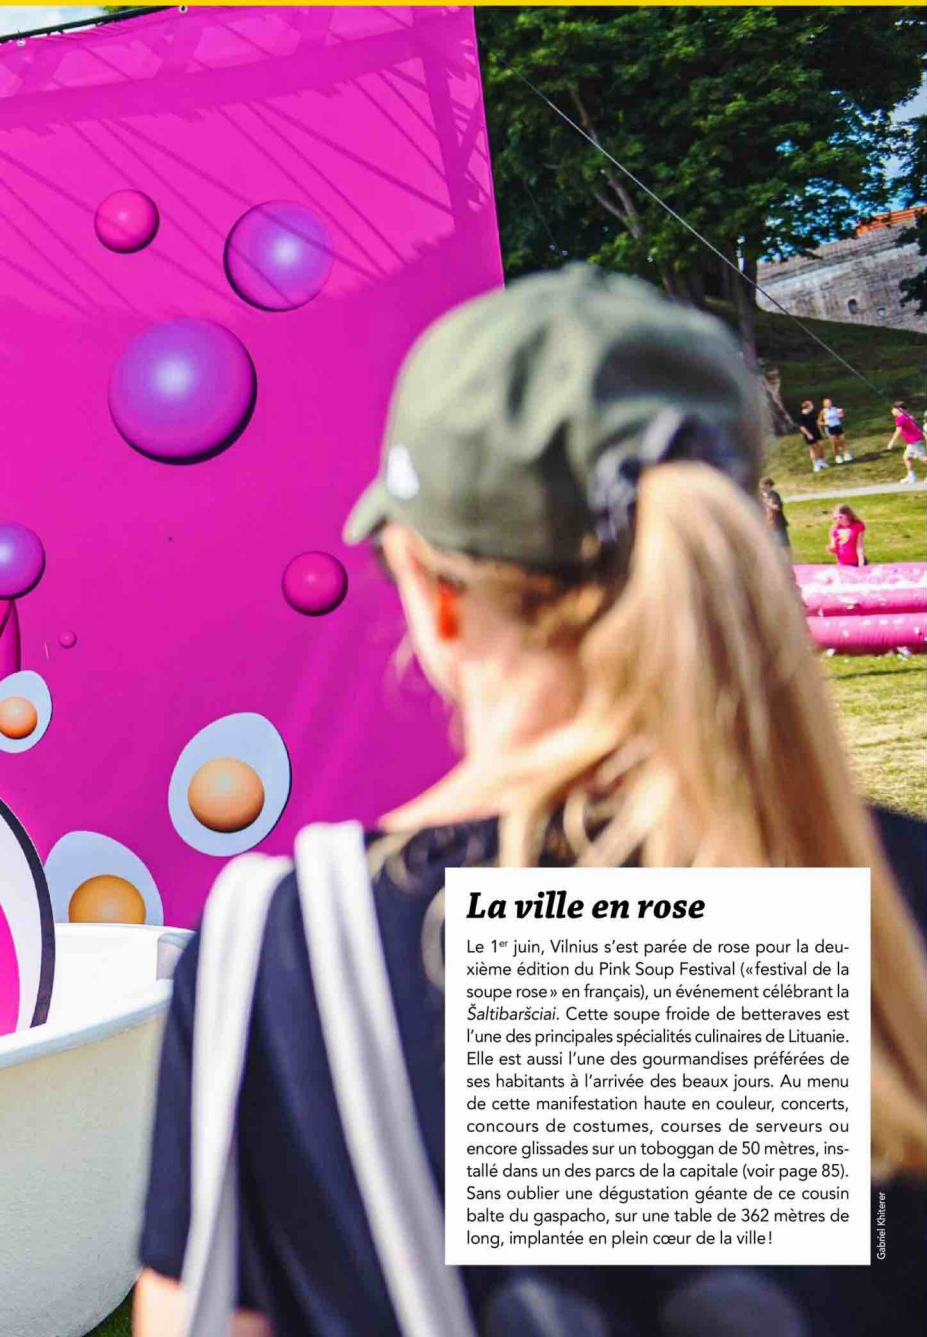 La ville en rose
Le 1er juin, Vilnius s’est parée de rose pour la deu-
xième édition du Pink Soup Festival («festival de la
soupe rose» en français), un événement célébrant la
Šaltibaršciai. Cette soupe froide de betteraves est
l’une des principales spécialités culinaires de Lituanie.
Elle est aussi l’une des gourmandises préférées de
ses habitants à l’arrivée des beaux jours. Au menu
de cette manifestation haute en couleur, concerts,
concours de costumes, courses de serveurs ou
encore glissades sur un toboggan de 50 mètres, ins-
tallé dans un des parcs de la capitale (voir page 85).
Sans oublier une dégustation géante de ce cousin
balte du gaspacho, sur une table de 362 mètres de
long, implantée en plein cœur de la ville!
Gabriel Khiterer